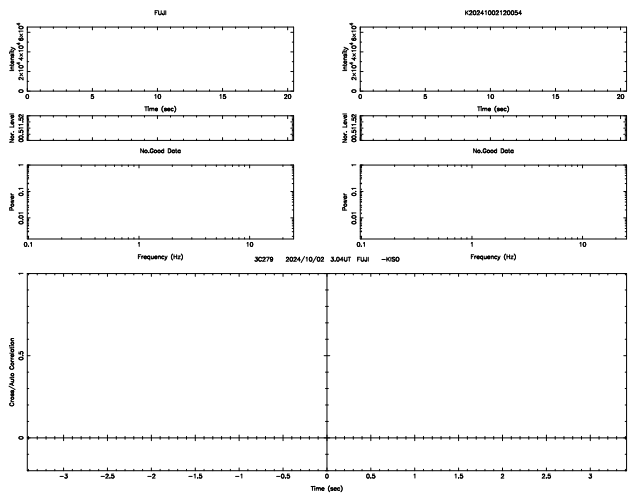 FUJI K20241002120054
Intensity 0 2×10⁴ 4×10⁴ 6×10⁴ Intensity 0 2×10⁴ 4×10⁴ 6×10⁴
0 5 10 15 20 0 5 10 15 20
Time (sec) Time (sec)
Nor. Level 0 0.5 1 1.5 2 Nor. Level 0 0.5 1 1.5 2
No.Good Data No.Good Data
Power 0.01 0.1 1 Power 0.01 0.1 1
0.1 1 10 0.1 1 10
Frequency (Hz) Frequency (Hz)
3C279 2024/10/02 3.04UT FUJI -KISO
Cross/Auto Correlation 0 0.5 1
-3 -2.5 -2 -1.5 -1 -0.5 0 0.5 1 1.5 2 2.5 3
Time (sec)